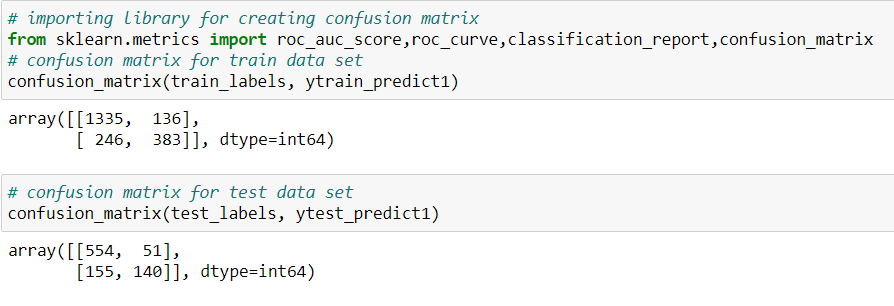 # importing library for creating confusion matrix
from sklearn.metrics import roc_auc_score,roc_curve,classification_report,confusion_matrix
# confusion matrix for train data set
confusion_matrix(train_labels, ytrain_predict1)
array([[1335,  136],
       [ 246,  383]], dtype=int64)
# confusion matrix for test data set
confusion_matrix(test_labels, ytest_predict1)
array([[554,  51],
       [155, 140]], dtype=int64)